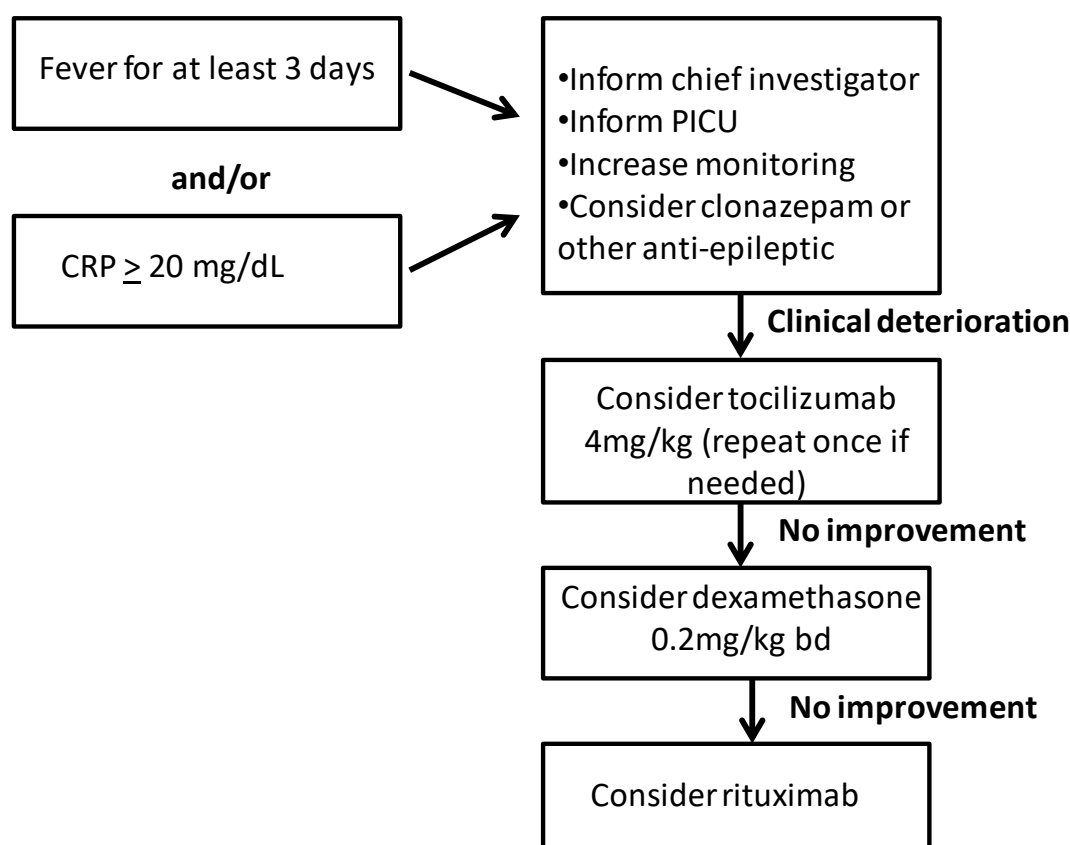 Fever for at least 3 days
and/or
CRP ≥ 20 mg/dL
•Inform chief investigator
•Inform PICU
•Increase monitoring
•Consider clonazepam or
other anti-epileptic
Clinical deterioration
Consider tocilizumab
4mg/kg (repeat once if
needed)
No improvement
Consider dexamethasone
0.2mg/kg bd
No improvement
Consider rituximab